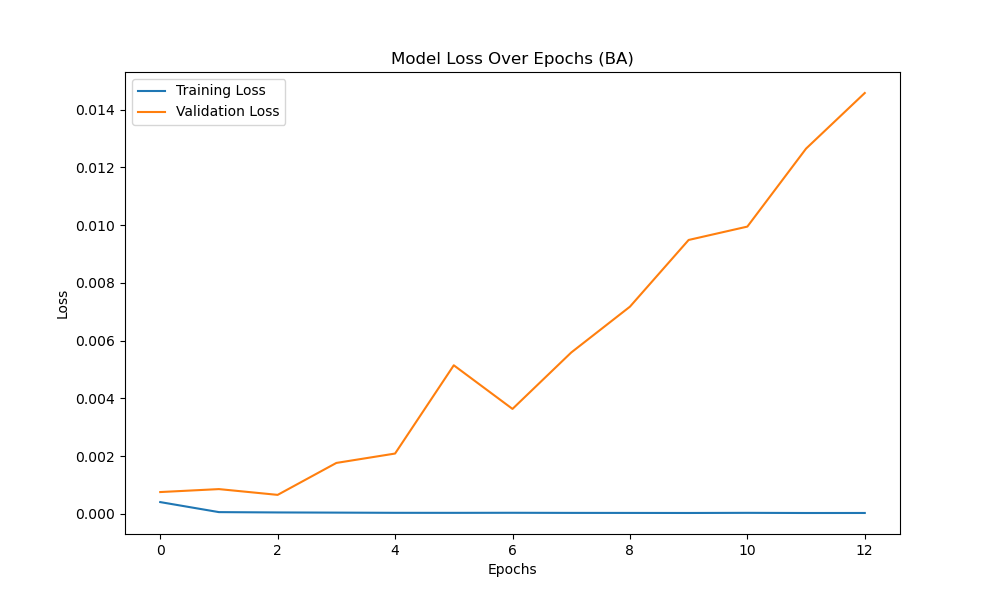 Model Loss Over Epochs (BA)
Training Loss
Validation Loss
0.014
0.012
0.010
0.008
0.006
0.004
0.002
0.000
Loss
0 2 4 6 8 10 12
Epochs